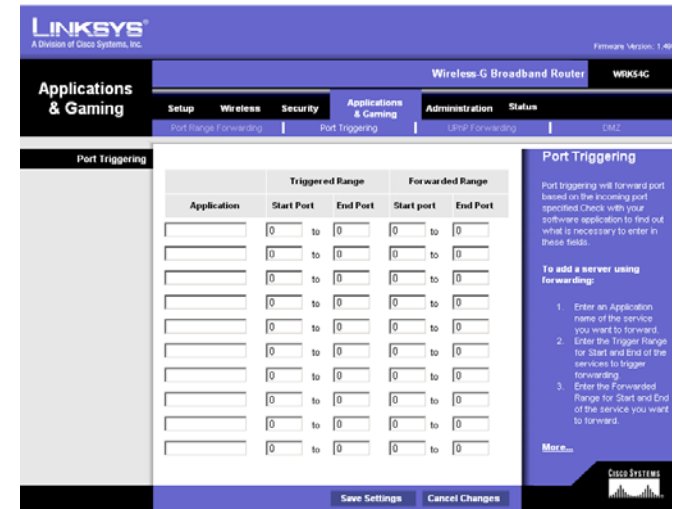 LINKSYS®
A Division of Cisco Systems, Inc.
Firmware Version: 1.49
Wireless-G Broadband Router WRK54G
Applications & Gaming
Setup Wireless Security Applications & Gaming Administration Status
Port Range Forwarding Port Triggering UPnP Forwarding DMZ
Port Triggering
Triggered Range Forwarded Range
Application Start Port End Port Start port End Port
0 to 0 0 to 0
0 to 0 0 to 0
0 to 0 0 to 0
0 to 0 0 to 0
0 to 0 0 to 0
0 to 0 0 to 0
0 to 0 0 to 0
0 to 0 0 to 0
0 to 0 0 to 0
0 to 0 0 to 0
Port Triggering
Port triggering will forward port
based on the incoming port
specified.Check with your
software application to find out
what is necessary to enter in
these fields.
To add a server using
forwarding:
1. Enter an Application
name of the service
you want to forward.
2. Enter the Trigger Range
for Start and End of the
services to trigger
forwarding.
3. Enter the Forwarded
Range for Start and End
of the service you want
to forward.
More...
CISCO SYSTEMS
Save Settings Cancel Changes